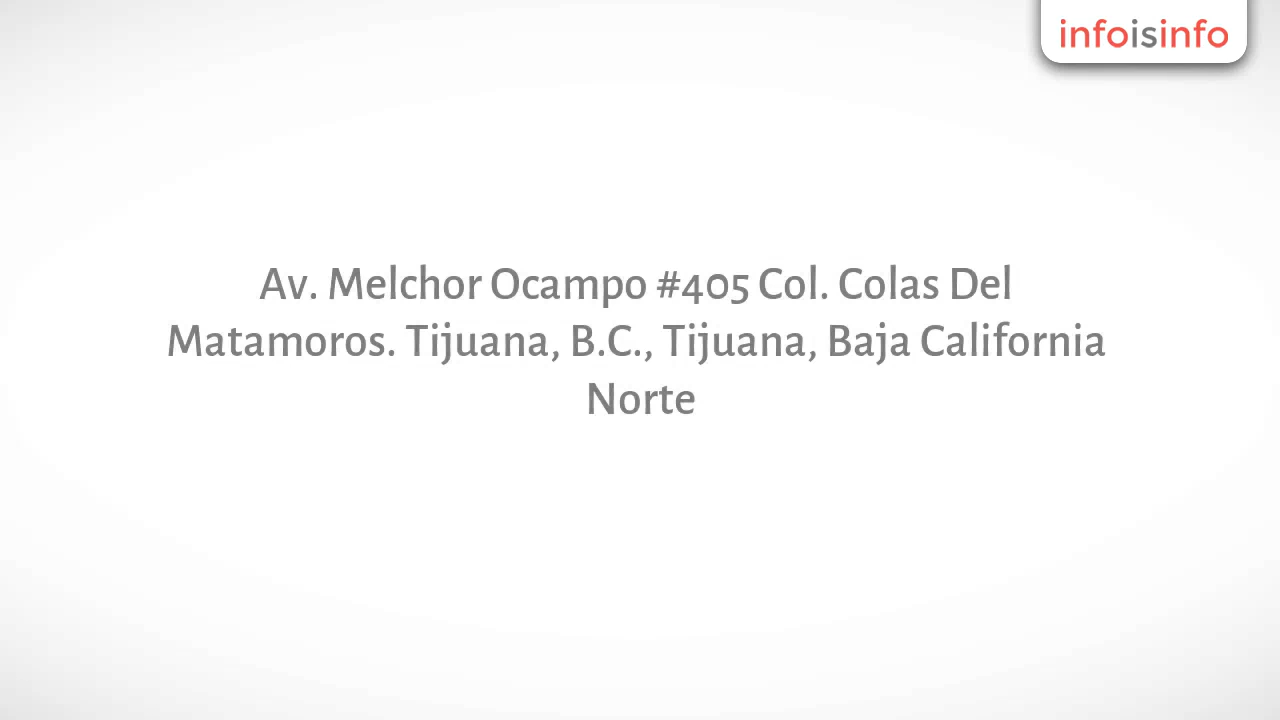 infoisinfo
Av. Melchor Ocampo #405 Col. Colas Del
Matamoros. Tijuana, B.C., Tijuana, Baja California
Norte